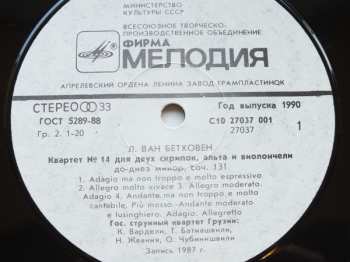 МИНИСТЕРСТВО
КУЛЬТУРЫ СССР
ВСЕСОЮЗНОЕ ТВОРЧЕСКО-
ПРОИЗВОДСТВЕННОЕ ОБЪЕДИНЕНИЕ
ФИРМА
МЕЛОДИЯ
АПРЕЛЕВСКИЙ ОРДЕНА ЛЕНИНА ЗАВОД ГРАМПЛАСТИНОК
СТЕРЕО 33
ГОСТ 5289-88
Гр. 2. 1-20
Год выпуска 1990
С10 27037 001
27037
1
Л. ВАН БЕТХОВЕН
Квартет № 14 для двух скрипок, альта и виолончели
до-диез минор, соч. 131
1. Adagio ma non troppo e molto espressivo
2. Allegro molto vivace 3. Allegro moderato.
Adagio 4. Andante ma non troppo e molto
cantabile. Più mosso-Andante moderato
e lusinghiero. Adagio. Allegretto
Гос. струнный квартет Грузии:
К. Вардели, Т. Батиашвили,
Н. Жвания, О. Чубинишвили
Запись 1987 г.